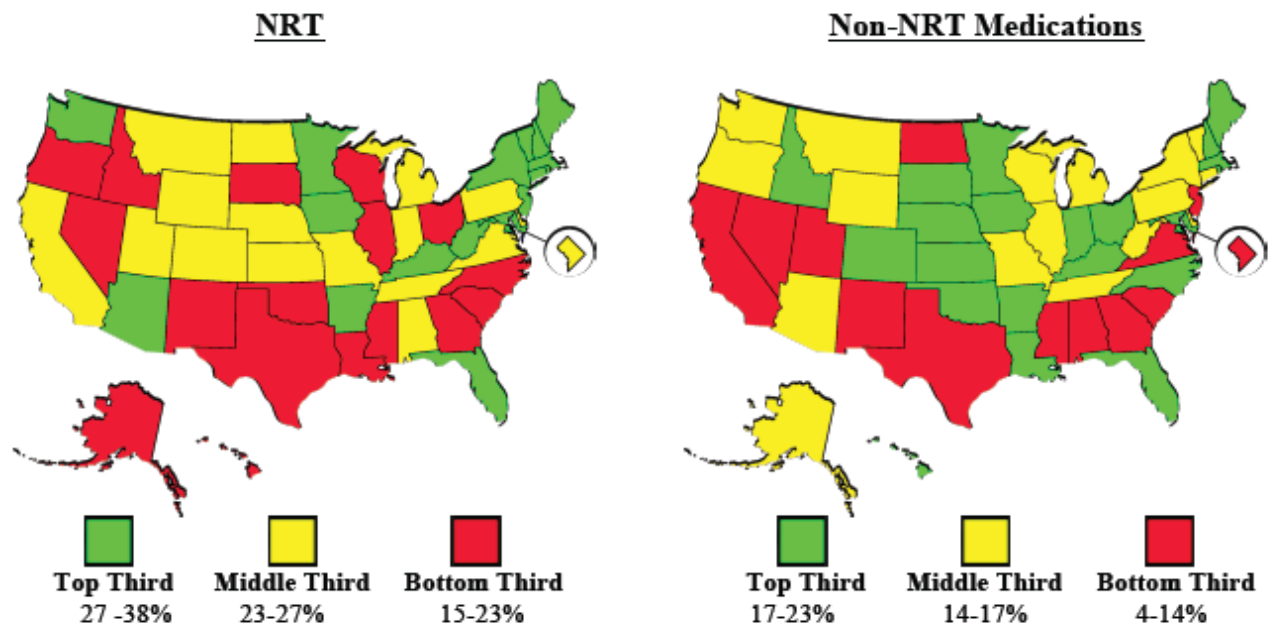 NRT
Non-NRT Medications
Top Third
Middle Third
Bottom Third
27 -38%
23-27%
15-23%
Top Third
Middle Third
Bottom Third
17-23%
14-17%
4-14%